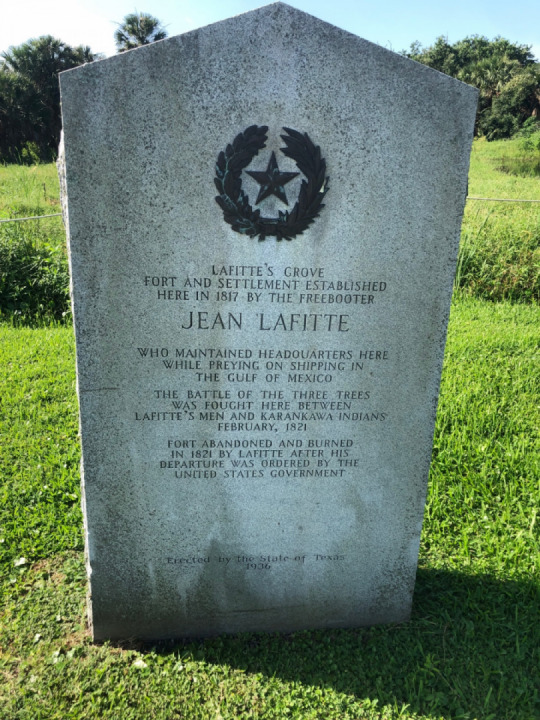 LAFITTE'S GROVE
FORT AND SETTLEMENT ESTABLISHED
HERE IN 1817 BY THE FREEBOOTER
JEAN LAFITTE
WHO MAINTAINED HEADQUARTERS HERE
WHILE PREYING ON SHIPPING IN
THE GULF OF MEXICO
THE BATTLE OF THE THREE TREES
WAS FOUGHT HERE BETWEEN
LAFITTE'S MEN AND KARANKAWA INDIANS
FEBRUARY, 1821
FORT ABANDONED AND BURNED
IN 1821 BY LAFITTE AFTER HIS
DEPARTURE WAS ORDERED BY THE
UNITED STATES GOVERNMENT
Erected by the State of Texas
1936